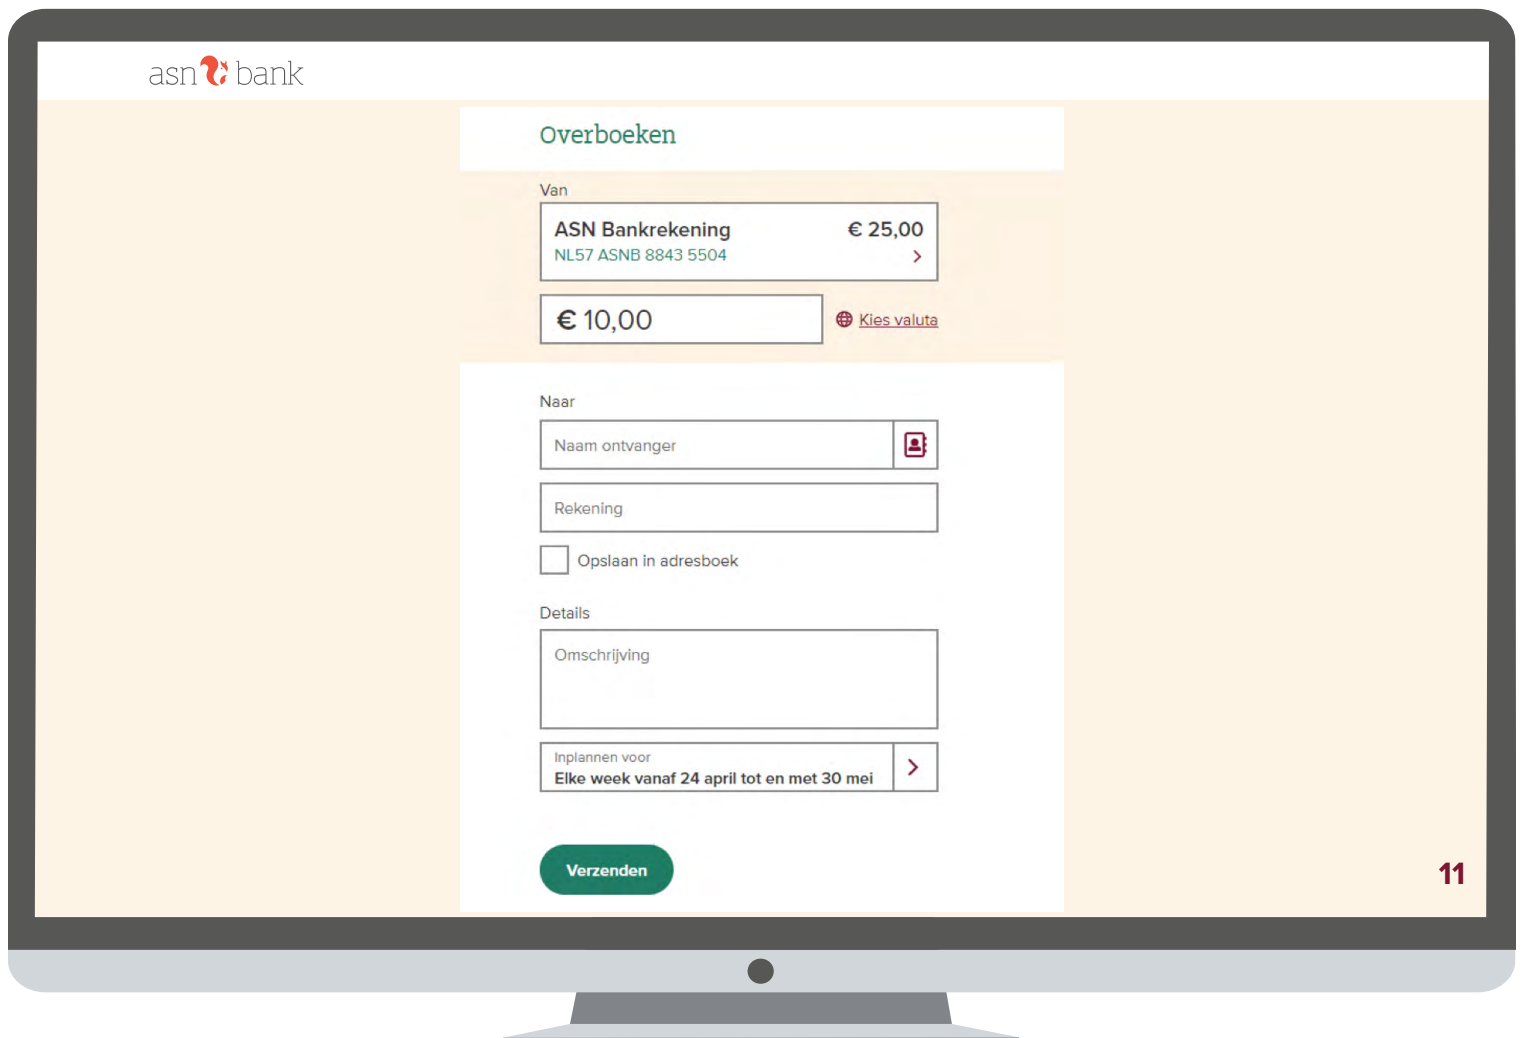 asn bank
Overboeken
Van
ASN Bankrekening € 25,00
NL57 ASNB 8843 5504
€ 10,00 Kies valuta
Naar
Naam ontvanger
Rekening
Opslaan in adresboek
Details
Omschrijving
Inplannen voor
Elke week vanaf 24 april tot en met 30 mei
Verzenden
11